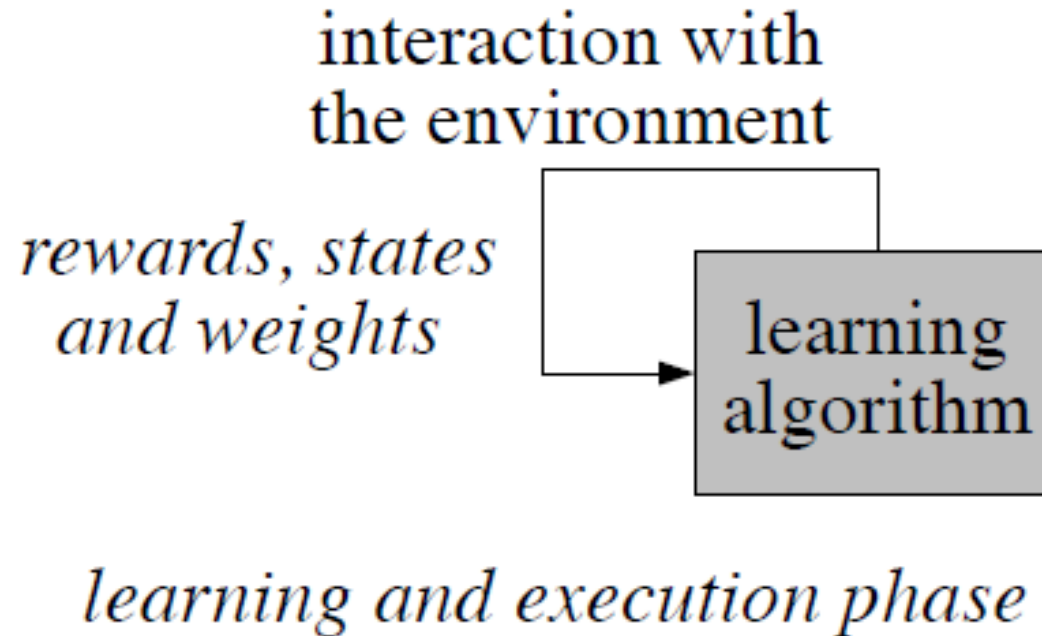 interaction with
the environment
rewards, states
and weights
learning
algorithm
learning and execution phase